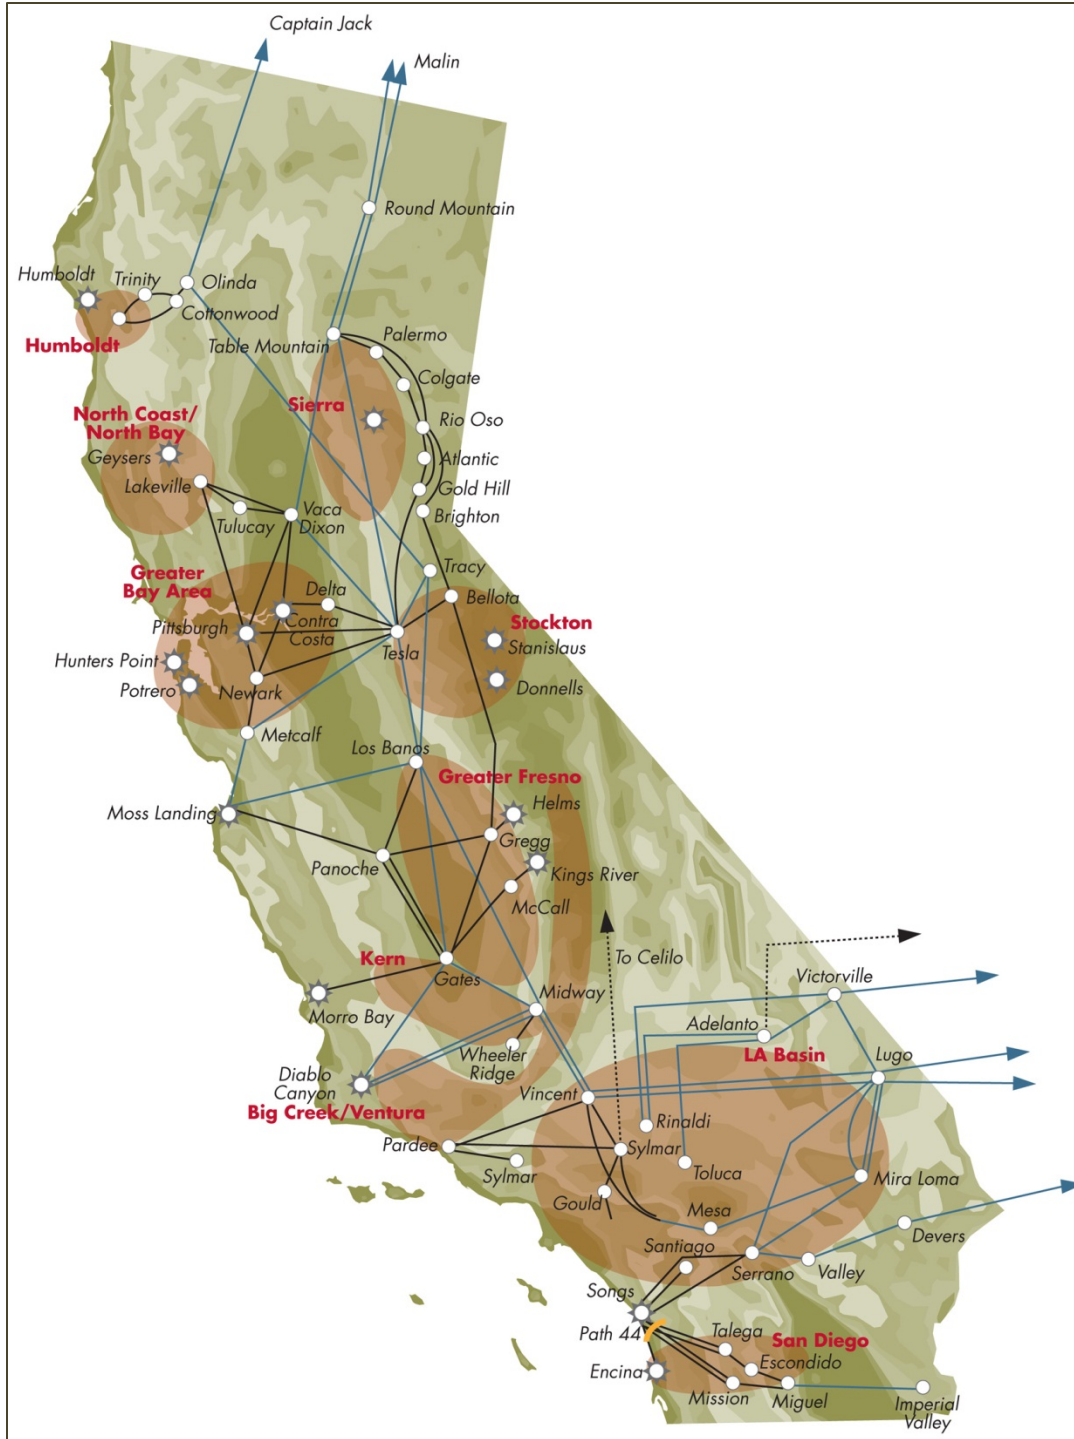 Captain Jack
Malin
Round Mountain
Humboldt
Trinity
Olinda
Cottonwood
Humboldt
Table Mountain
Palermo
Colgate
Sierra
North Coast/
North Bay
Rio Oso
Geysers
Atlantic
Lakeville
Gold Hill
Tulucay
Vaca
Dixon
Brighton
Greater
Bay Area
Delta
Tracy
Bellota
Pittsburgh
Contra
Costa
Stockton
Stanislaus
Tesla
Hunters Point
Potrero
Newark
Donnells
Metcalf
Los Banos
Greater Fresno
Moss Landing
Helms
Gregg
Panoche
Kings River
McCall
Kern
Gates
To Celilo
Morro Bay
Midway
Victorville
Adelanto
Wheeler
Ridge
LA Basin
Lugo
Diablo
Canyon
Big Creek/Ventura
Vincent
Rinaldi
Pardee
Sylmar
Sylmar
Toluca
Gould
Mesa
Mira Loma
Santiago
Serrano
Valley
Devers
Songs
Path 44
Talega
San Diego
Encina
Escondido
Mission
Miguel
Imperial
Valley